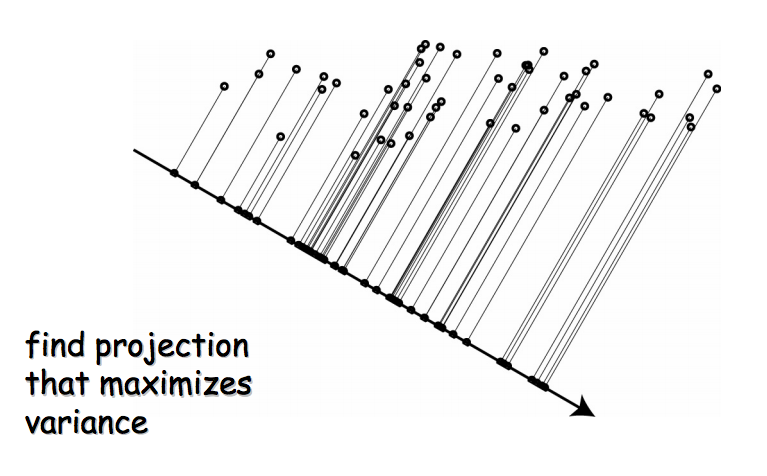 find projection
that maximizes
variance